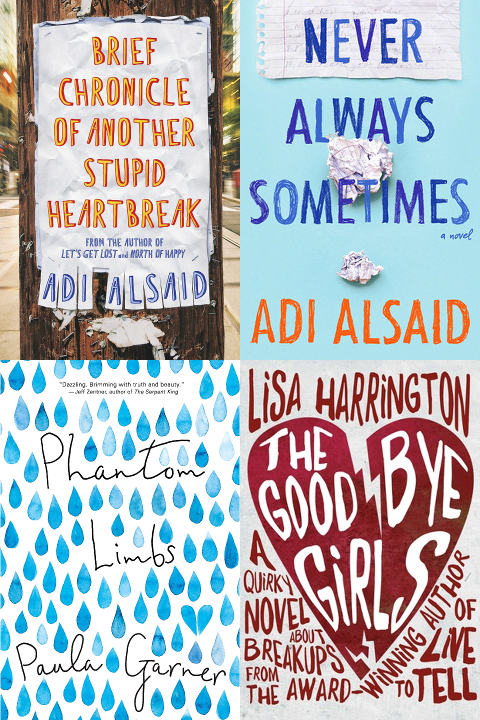 BRIEF
CHRONICLE
OF ANOTHER
STUPID
HEARTBREAK
FROM THE AUTHOR OF
LET'S GET LOST and NORTH OF HAPPY
ADI ALSAID
NEVER
ALWAYS
SOMETIMES
a novel
ADI ALSAID
"Dazzling. Brimming with truth and beauty."
— Jeff Zentner, author of The Serpent King
Phantom
Limbs
Paula Garner
LISA HARRINGTON
THE
GOOD BYE
GIRLS
A
QUIRKY
NOVEL
ABOUT
BREAKUPS
FROM
THE AWARD-WINNING AUTHOR
OF
LIVE
TO TELL